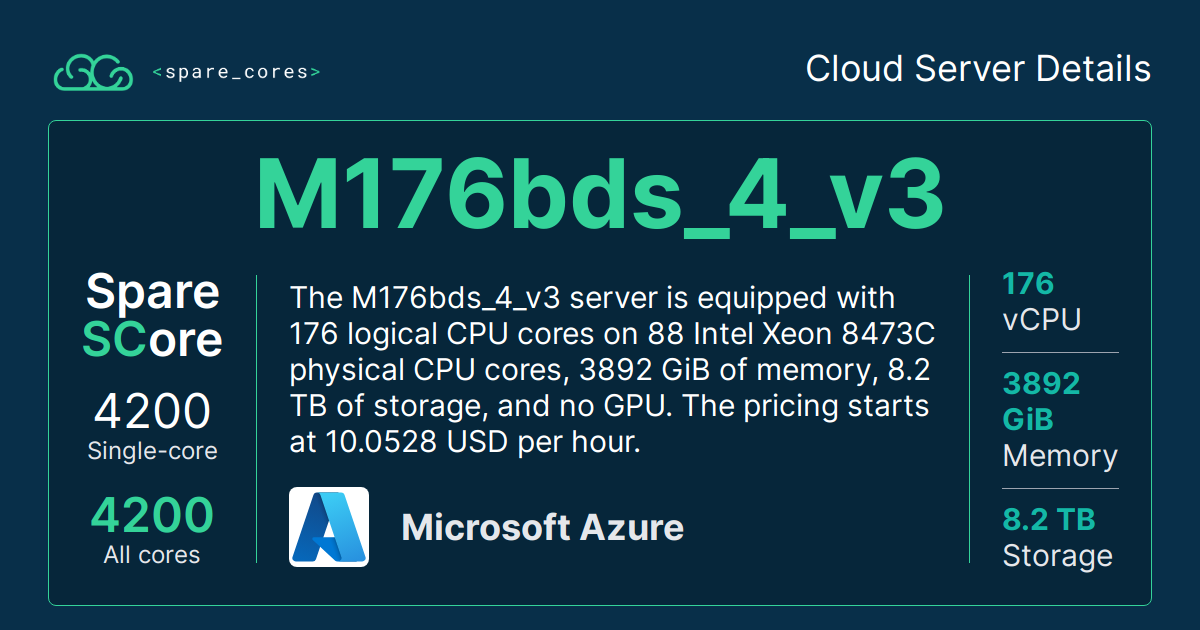 <spare_cores>
Cloud Server Details
M176bds_4_v3
Spare
SCore
4200
Single-core
4200
All cores
The M176bds_4_v3 server is equipped with
176 logical CPU cores on 88 Intel Xeon 8473C
physical CPU cores, 3892 GiB of memory, 8.2
TB of storage, and no GPU. The pricing starts
at 10.0528 USD per hour.
Microsoft Azure
176
vCPU
3892
GiB
Memory
8.2 TB
Storage